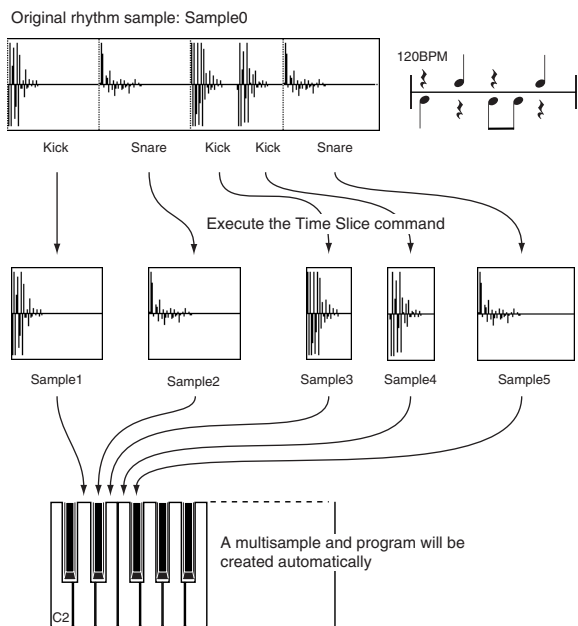 Original rhythm sample: Sample0
120BPM
Kick Snare Kick Kick Snare
Execute the Time Slice command
Sample1 Sample2 Sample3 Sample4 Sample5
A multisample and program will be
created automatically
C2